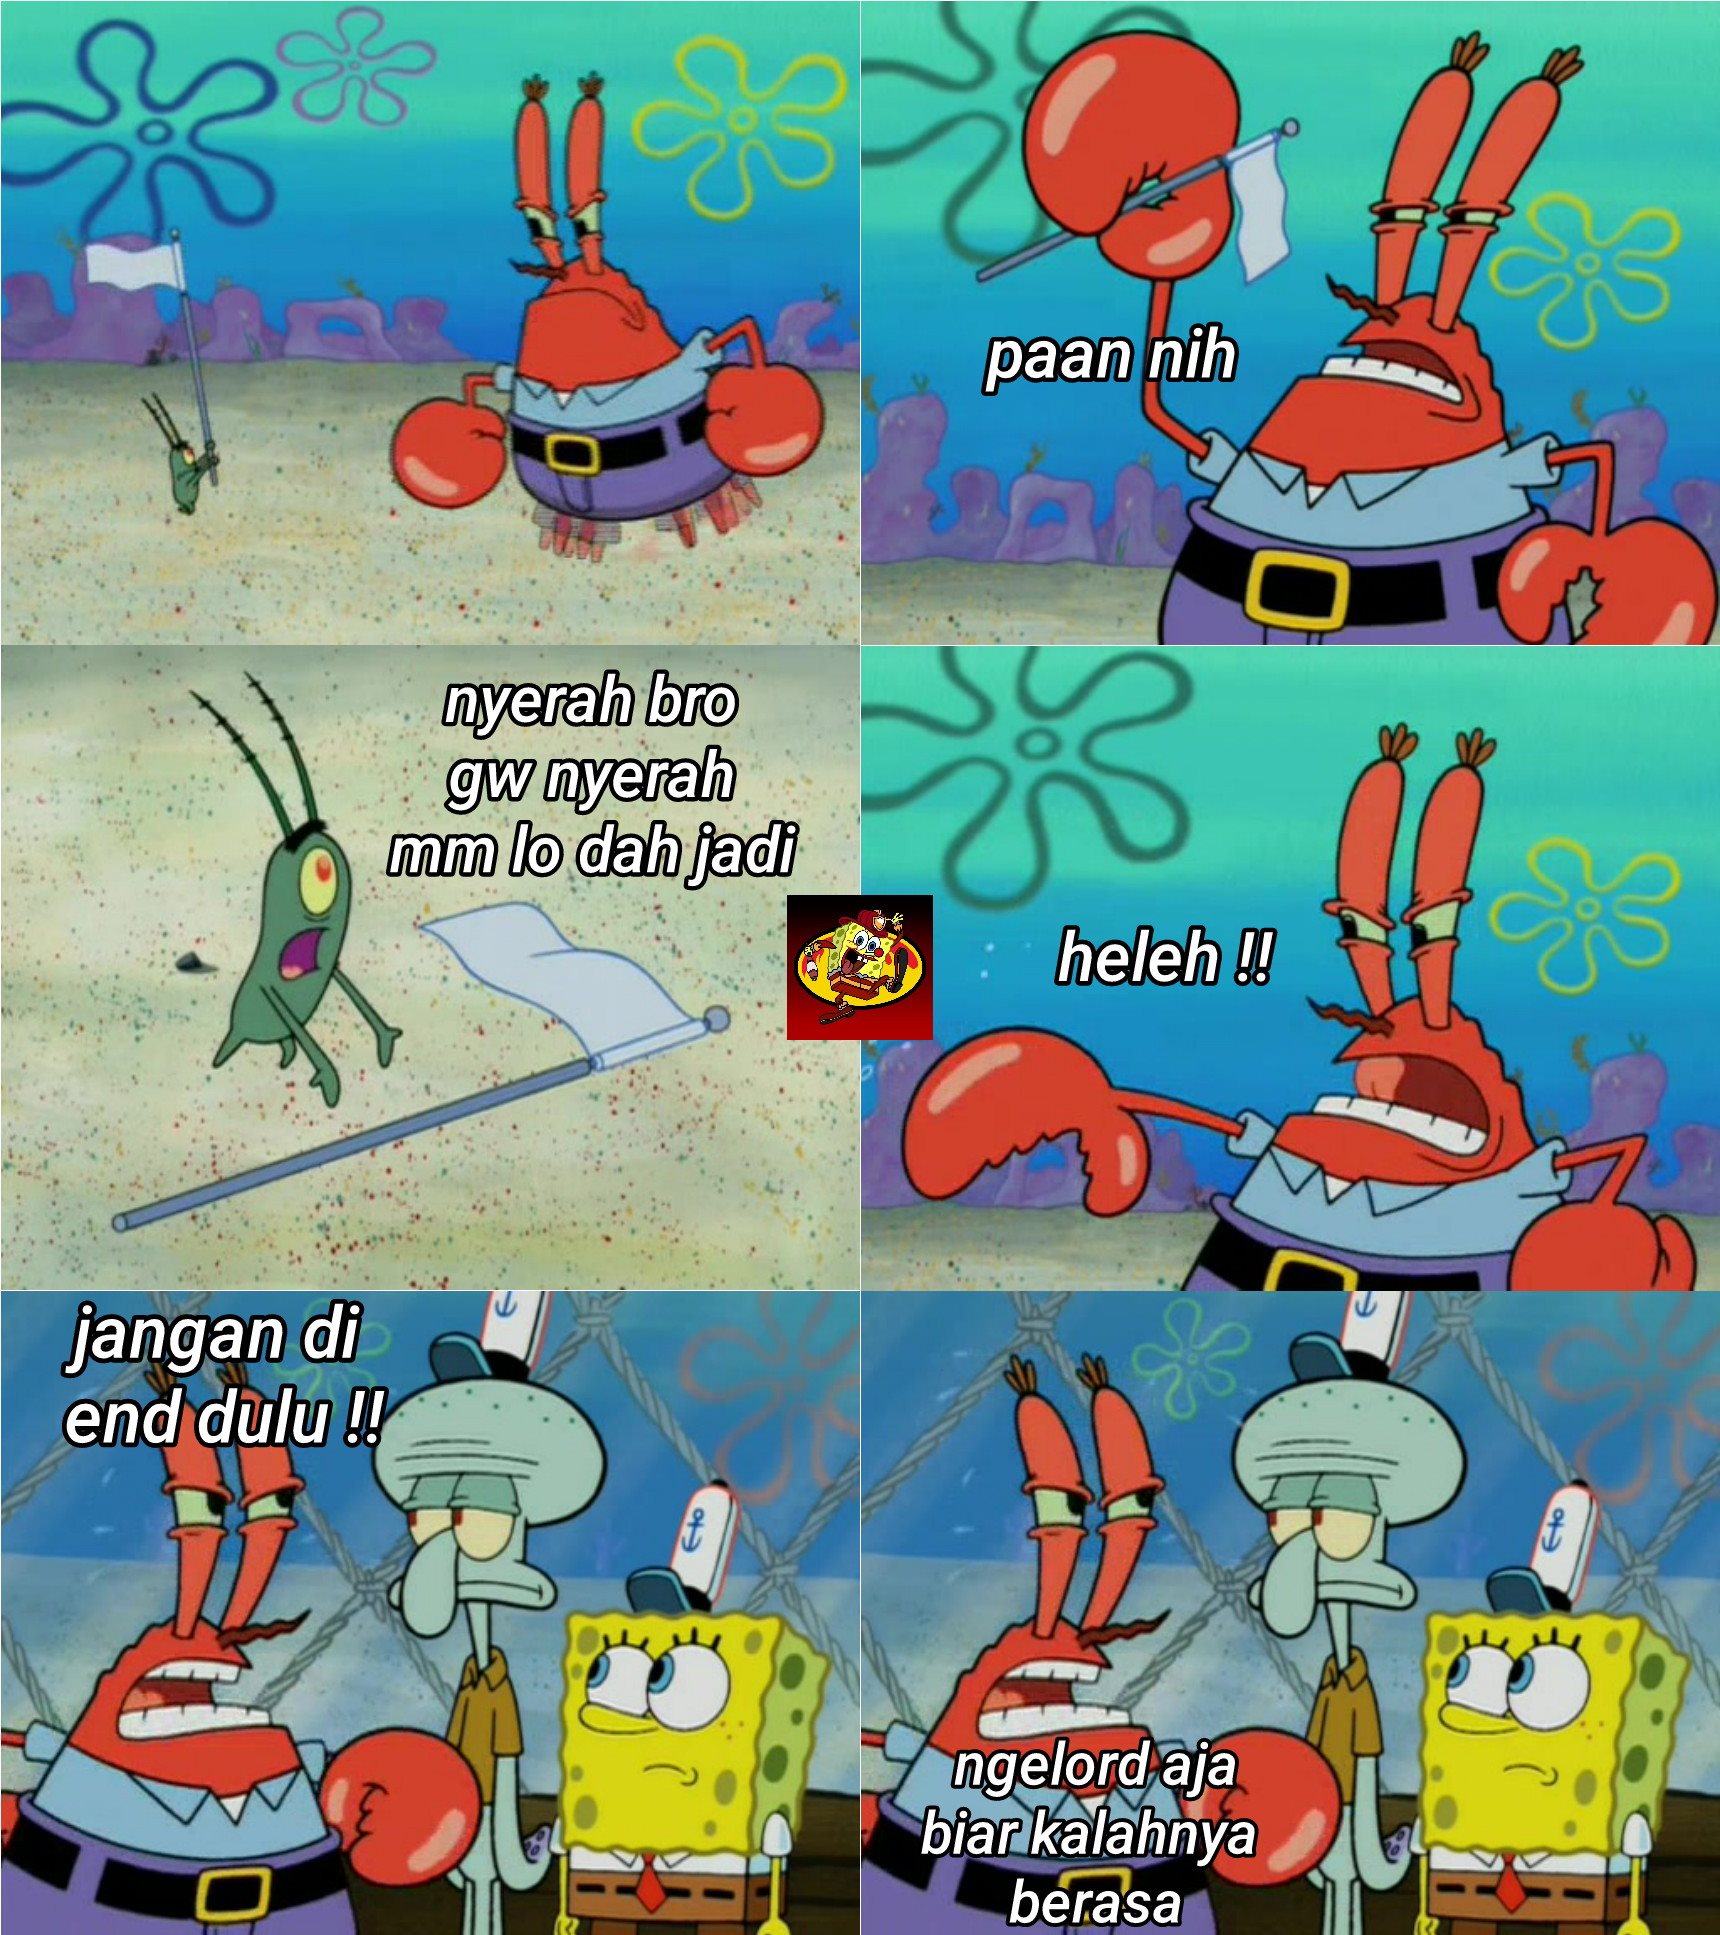 paan nih
nyerah bro
gw nyerah
mm lo dah jadi
heleh !!
jangan di
end dulu !!
ngelord aja
biar kalahnya
berasa